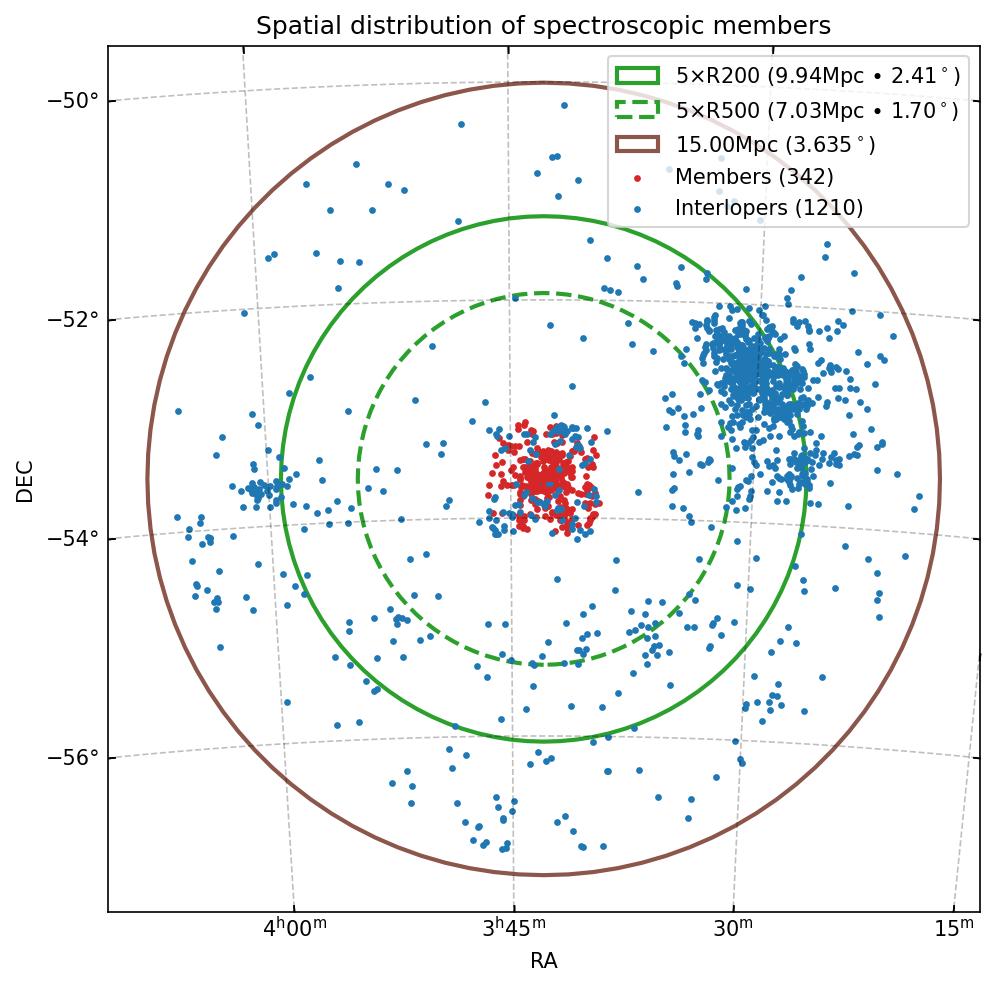 Spatial distribution of spectroscopic members
5×R200 (9.94Mpc • 2.41°)
5×R500 (7.03Mpc • 1.70°)
15.00Mpc (3.635°)
Members (342)
Interlopers (1210)
−50°
−52°
−54°
−56°
DEC
4ʰ00ᵐ 3ʰ45ᵐ 30ᵐ 15ᵐ
RA